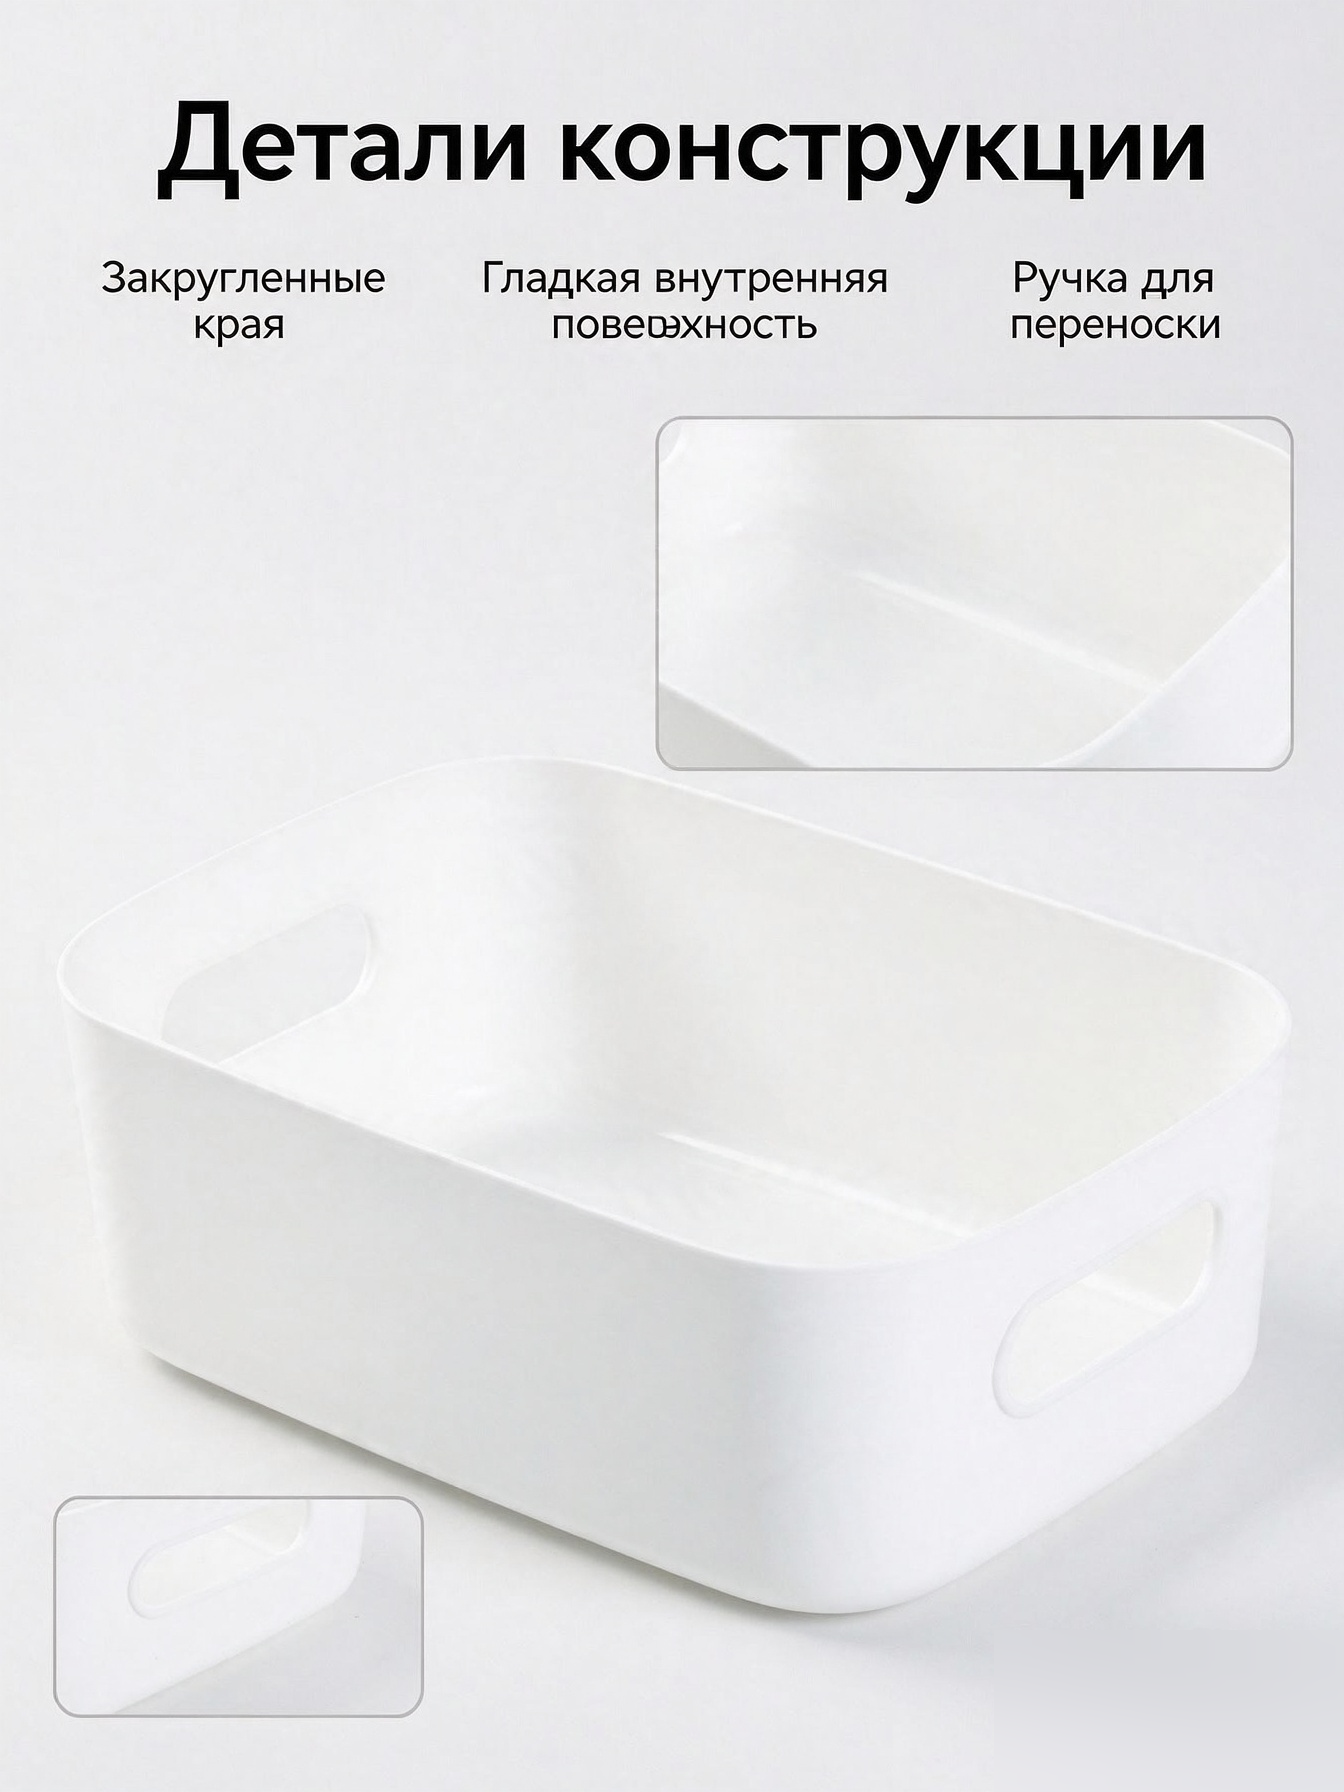 Детали конструкции
Закругленные
края
Гладкая внутренняя
Ручка для
переноски